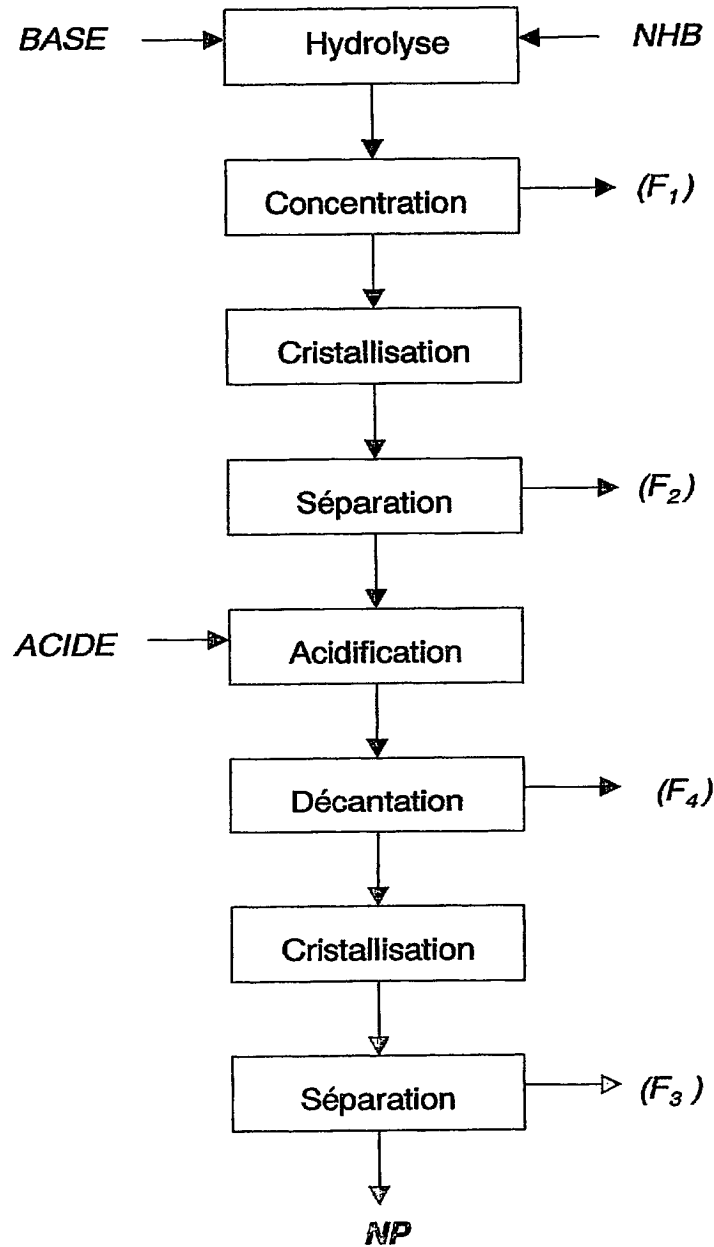 BASE Hydrolyse NHB
Concentration (F₁)
Cristallisation
Séparation (F₂)
ACIDE Acidification
Décantation (F₄)
Cristallisation
Séparation (F₃)
NP